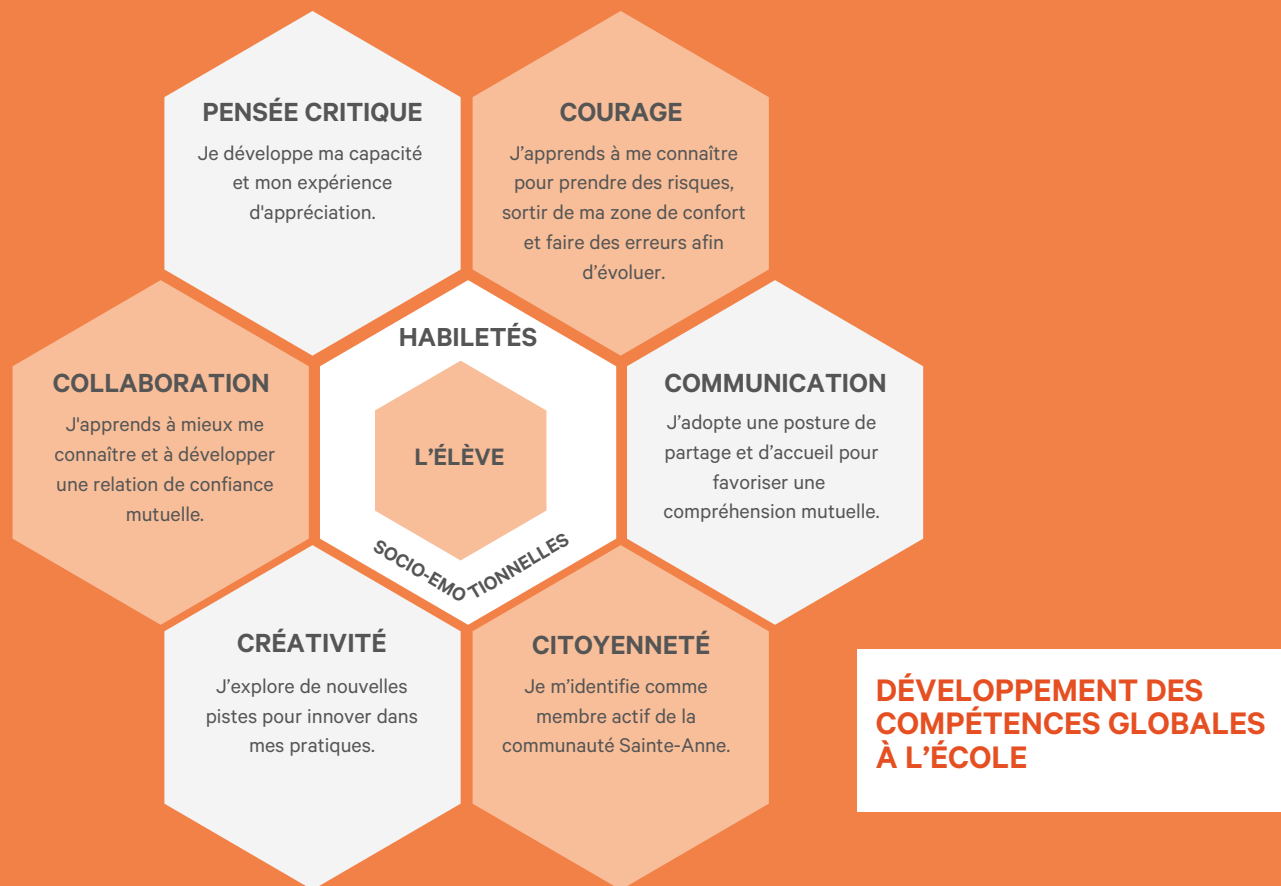 PENSÉE CRITIQUE
Je développe ma capacité
et mon expérience
d'appréciation.
COURAGE
J’apprends à me connaître
pour prendre des risques,
sortir de ma zone de confort
et faire des erreurs afin
d’évoluer.
COLLABORATION
J'apprends à mieux me
connaître et à développer
une relation de confiance
mutuelle.
HABILETÉS
L’ÉLÈVE
SOCIO-EMOTIONNELLES
COMMUNICATION
J’adopte une posture de
partage et d’accueil pour
favoriser une
compréhension mutuelle.
CRÉATIVITÉ
J’explore de nouvelles
pistes pour innover dans
mes pratiques.
CITOYENNETÉ
Je m’identifie comme
membre actif de la
communauté Sainte-Anne.
DÉVELOPPEMENT DES
COMPÉTENCES GLOBALES
À L’ÉCOLE